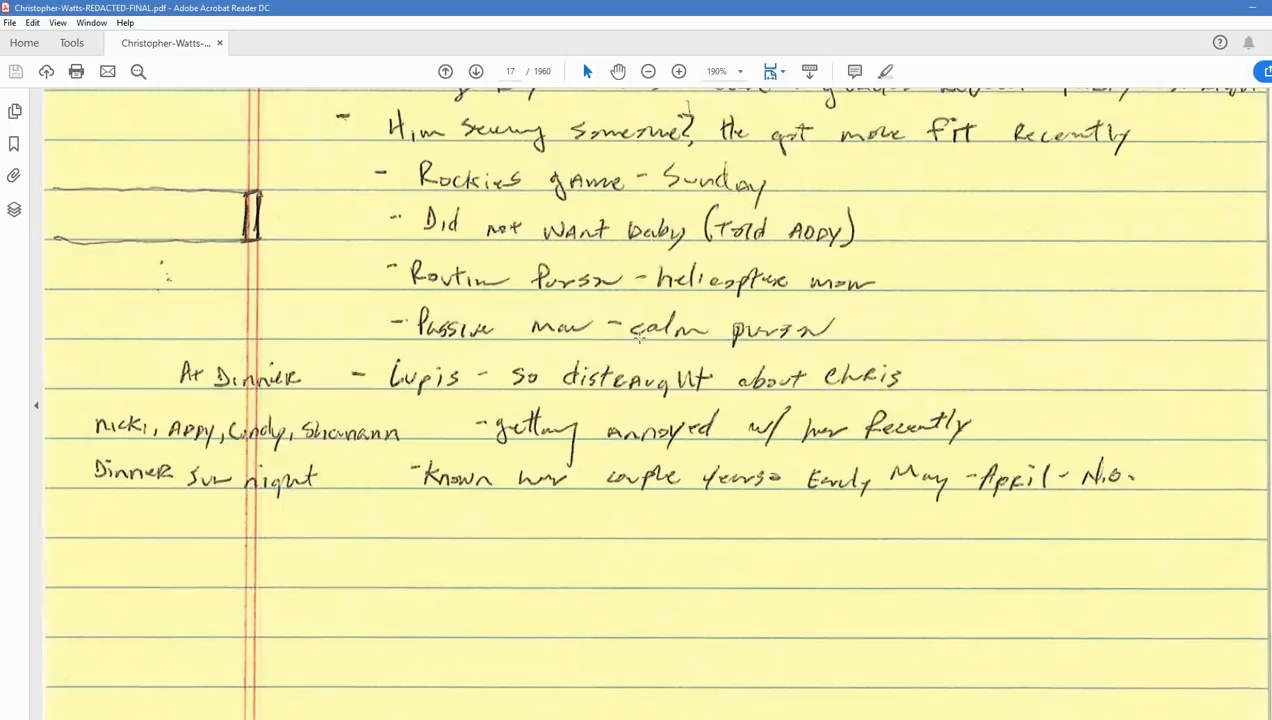 Christopher-Watts-REDACTED-FINAL.pdf - Adobe Acrobat Reader DC
File Edit View Window Help
Home Tools Christopher-Watts-... ×
17 / 1960 190%
- Him seeing someone?, He got more fit Recently
- Rockies game - Sunday
- Did not want baby (Told ADDY)
- Routin Person - helicopter mom
- Passive man - calm person
At Dinner - Lupis - so distraught about Chris
Nicki, Addy, Cindy, Shanann - getting annoyed w/ her Recently
Dinner Sun night - Known her couple years Early May - April - N.O.